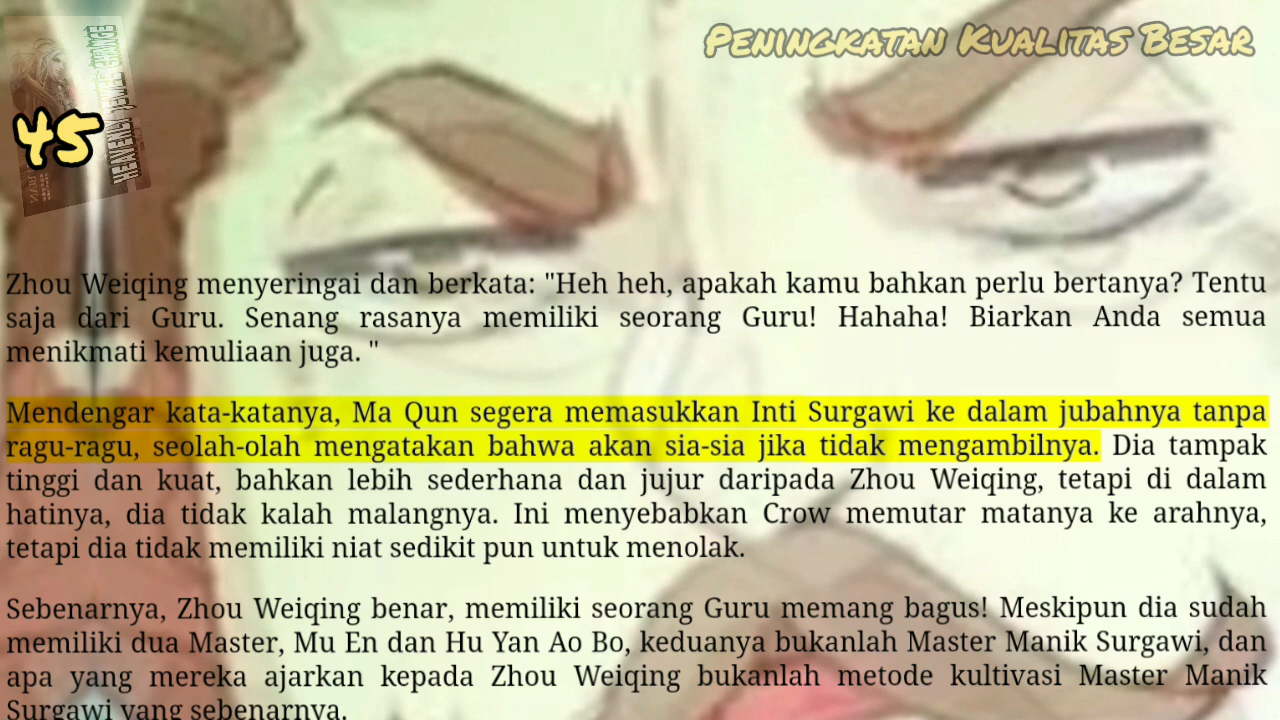 Peningkatan Kualitas Besar
45
HEAVENLY JEWEL
Zhou Weiqing menyeringai dan berkata: "Heh heh, apakah kamu bahkan perlu bertanya? Tentu
saja dari Guru. Senang rasanya memiliki seorang Guru! Hahaha! Biarkan Anda semua
menikmati kemuliaan juga. "
Mendengar kata-katanya, Ma Qun segera memasukkan Inti Surgawi ke dalam jubahnya tanpa
ragu-ragu, seolah-olah mengatakan bahwa akan sia-sia jika tidak mengambilnya. Dia tampak
tinggi dan kuat, bahkan lebih sederhana dan jujur daripada Zhou Weiqing, tetapi di dalam
hatinya, dia tidak kalah malangnya. Ini menyebabkan Crow memutar matanya ke arahnya,
tetapi dia tidak memiliki niat sedikit pun untuk menolak.
Sebenarnya, Zhou Weiqing benar, memiliki seorang Guru memang bagus! Meskipun dia sudah
memiliki dua Master, Mu En dan Hu Yan Ao Bo, keduanya bukanlah Master Manik Surgawi, dan
apa yang mereka ajarkan kepada Zhou Weiqing bukanlah metode kultivasi Master Manik
Surgawi yang sebenarnya.